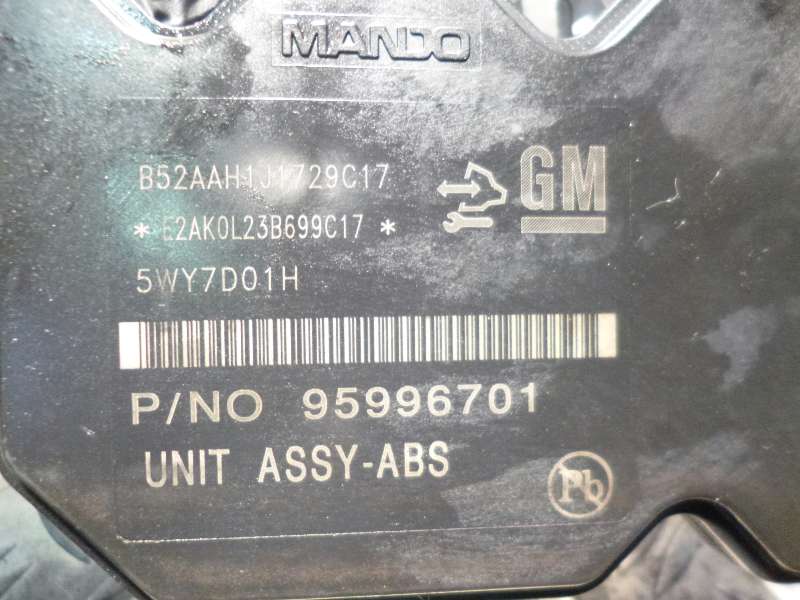 MANDO
B52AAH1J1729C17
GM
*E2AK0L23B699C17*
5WY7D01H
P/NO 95996701
UNIT ASSY-ABS
Pb